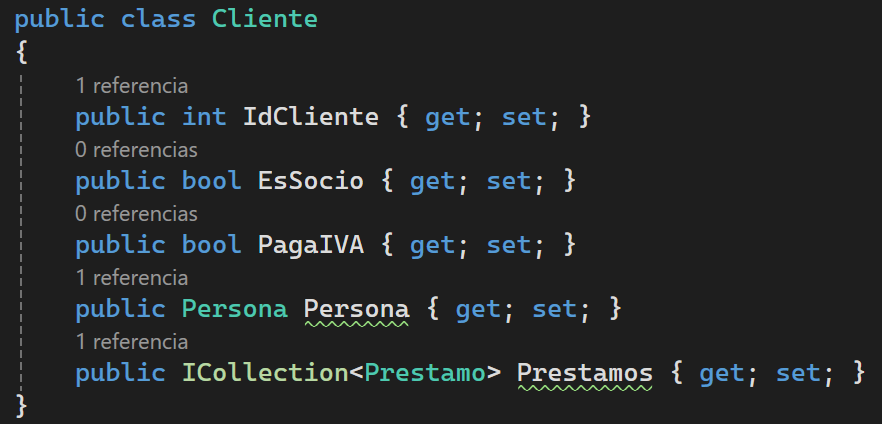 public class Cliente
{
1 referencia
public int IdCliente { get; set; }
0 referencias
public bool EsSocio { get; set; }
0 referencias
public bool PagaIVA { get; set; }
1 referencia
public Persona Persona { get; set; }
1 referencia
public ICollection<Prestamo> Prestamos { get; set; }
}